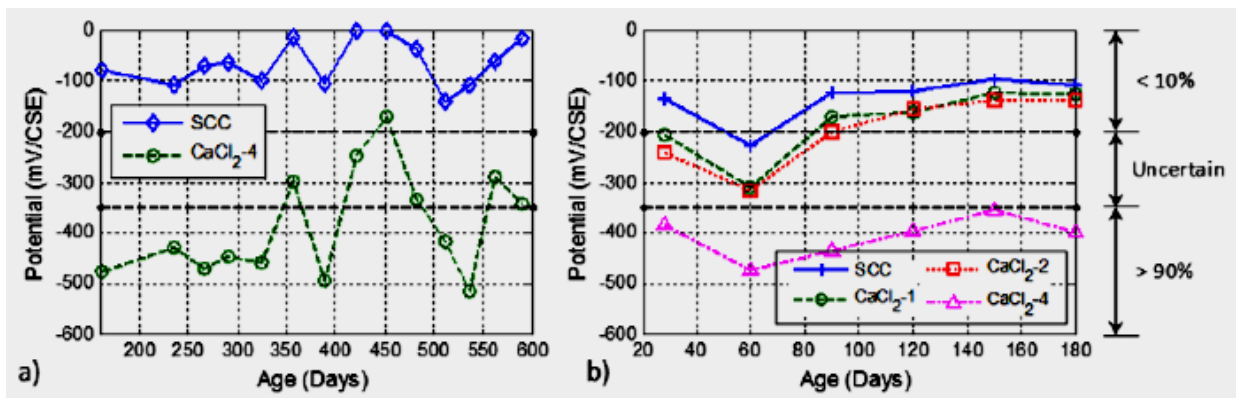 0
-100
-200
-300
-400
-500
-600
Potential (mV/CSE)
SCC
CaCl2-4
200 250 300 350 400 450 500 550 600
Age (Days)
a)
0
-100
-200
-300
-400
-500
-600
Potential (mV/CSE)
SCC
CaCl2-1
CaCl2-2
CaCl2-4
20 40 60 80 100 120 140 160 180
Age (Days)
b)
< 10%
Uncertain
> 90%